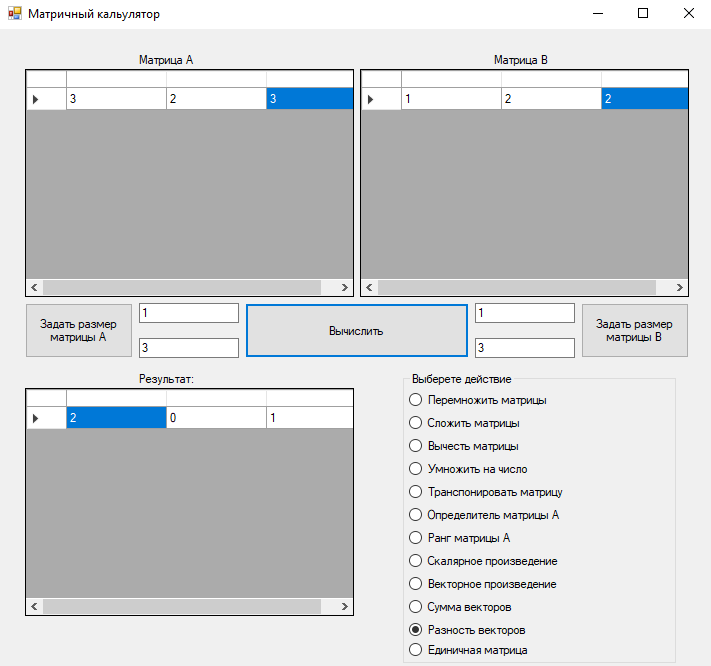 Матричный кальулятор
Матрица А
Матрица В
3 2 3
1 2 2
Задать размер
матрицы А
1
3
Вычислить
1
3
Задать размер
матрицы В
Результат:
2 0 1
Выберете действие
Перемножить матрицы
Сложить матрицы
Вычесть матрицы
Умножить на число
Транспонировать матрицу
Определитель матрицы А
Ранг матрицы А
Скалярное произведение
Векторное произведение
Сумма векторов
Разность векторов
Единичная матрица